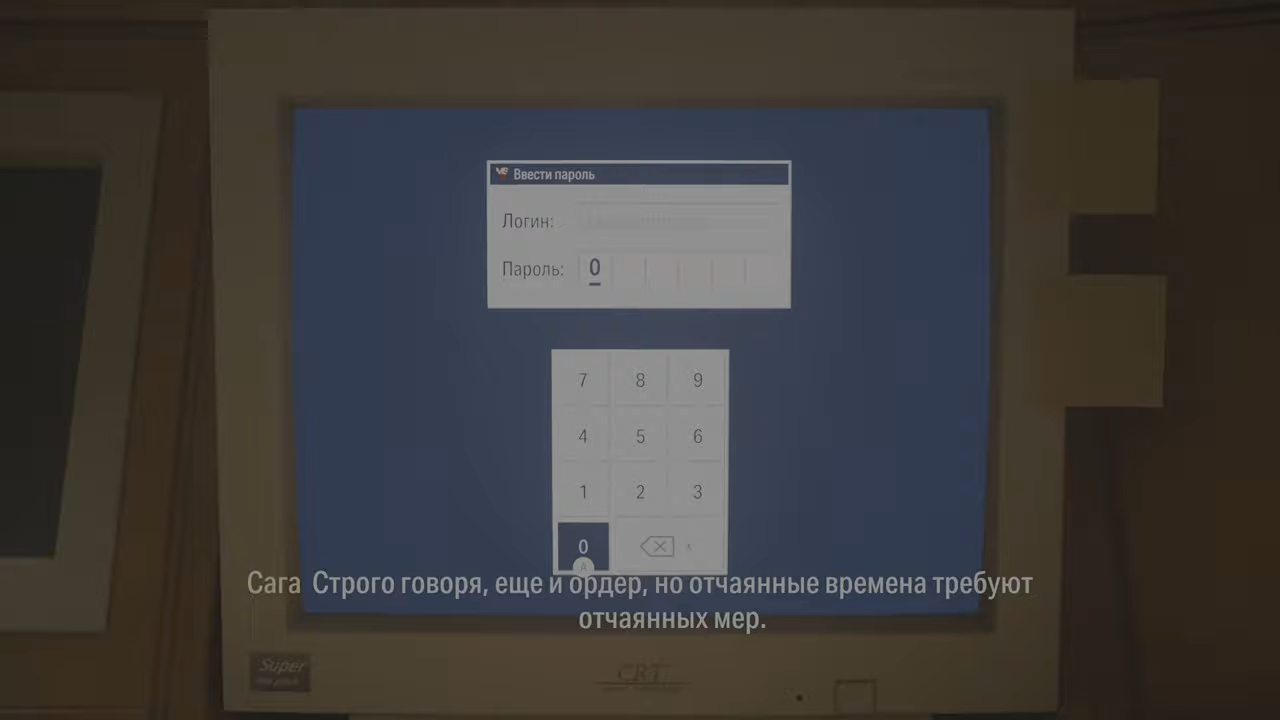 Ввести пароль
Логин:
Пароль: 0
7 8 9
4 5 6
1 2 3
0
A
Сага Строго говоря, еще и ордер, но отчаянные времена требуют
отчаянных мер.
Super
CRT